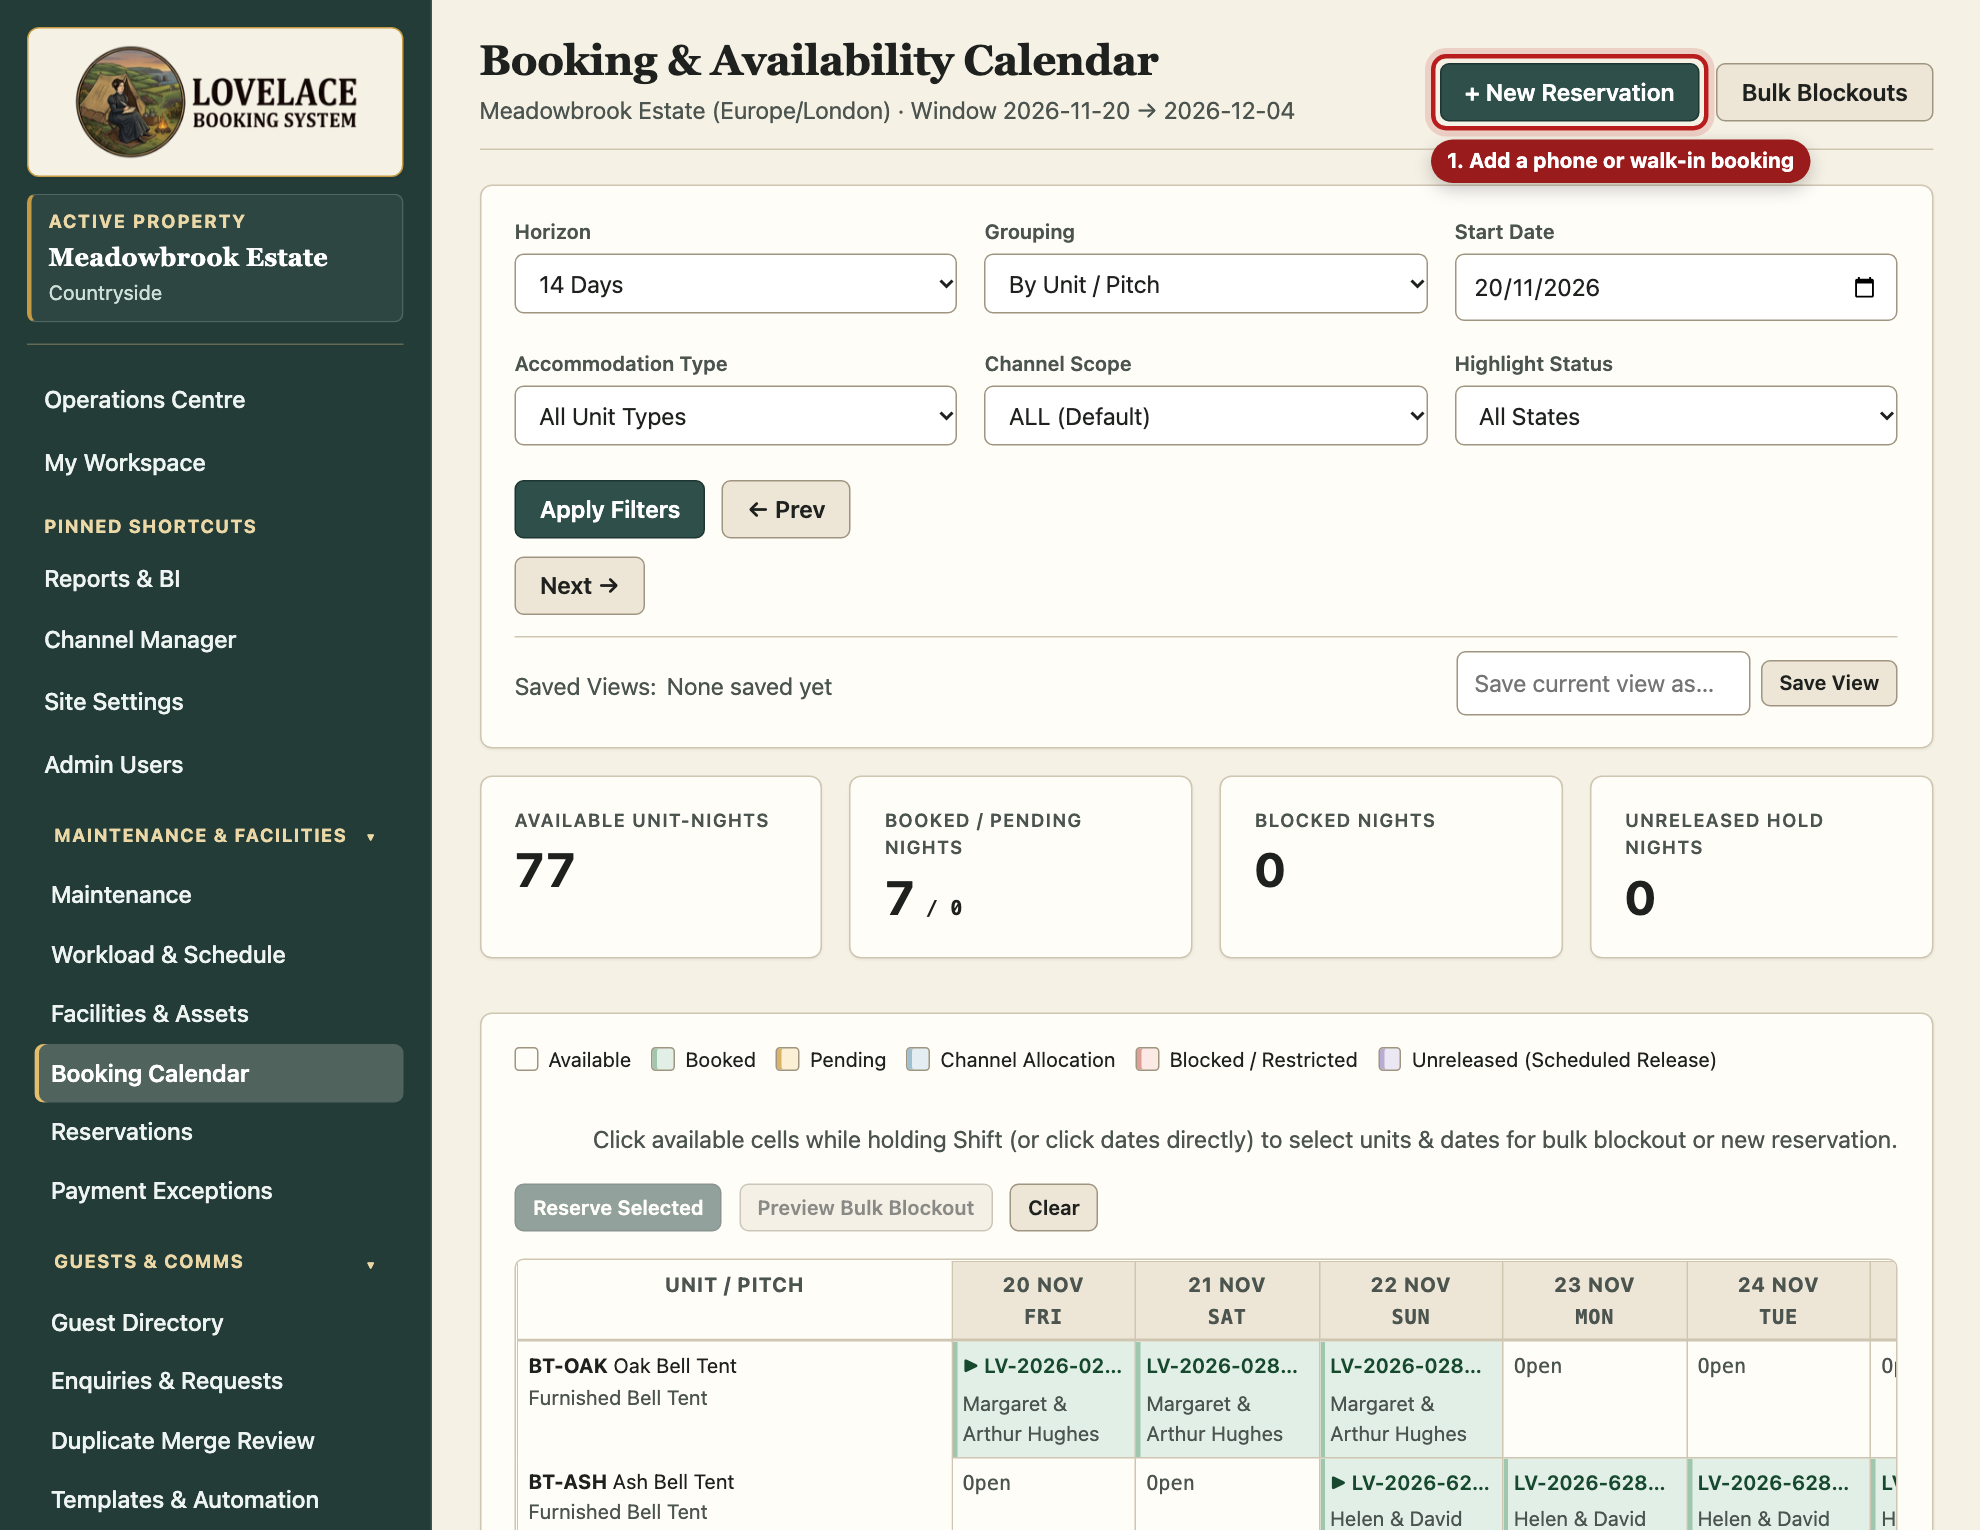 LOVELACE
BOOKING SYSTEM
ACTIVE PROPERTY
Meadowbrook Estate
Countryside
Operations Centre
My Workspace
PINNED SHORTCUTS
Reports & BI
Channel Manager
Site Settings
Admin Users
MAINTENANCE & FACILITIES ▾
Maintenance
Workload & Schedule
Facilities & Assets
Booking Calendar
Reservations
Payment Exceptions
GUESTS & COMMS ▾
Guest Directory
Enquiries & Requests
Duplicate Merge Review
Templates & Automation
Booking & Availability Calendar
Meadowbrook Estate (Europe/London) · Window 2026-11-20 → 2026-12-04
+ New Reservation
Bulk Blockouts
1. Add a phone or walk-in booking
Horizon Grouping Start Date
14 Days By Unit / Pitch 20/11/2026
Accommodation Type Channel Scope Highlight Status
All Unit Types ALL (Default) All States
Apply Filters ← Prev
Next →
Saved Views: None saved yet Save current view as... Save View
AVAILABLE UNIT-NIGHTS
77
BOOKED / PENDING
NIGHTS
7 / 0
BLOCKED NIGHTS
0
UNRELEASED HOLD
NIGHTS
0
Available Booked Pending Channel Allocation Blocked / Restricted Unreleased (Scheduled Release)
Click available cells while holding Shift (or click dates directly) to select units & dates for bulk blockout or new reservation.
Reserve Selected Preview Bulk Blockout Clear
UNIT / PITCH 20 NOV 21 NOV 22 NOV 23 NOV 24 NOV
FRI SAT SUN MON TUE
BT-OAK Oak Bell Tent ▶ LV-2026-02... LV-2026-028... LV-2026-028... Open Open
Furnished Bell Tent Margaret & Margaret & Margaret &
Arthur Hughes Arthur Hughes Arthur Hughes
BT-ASH Ash Bell Tent Open Open ▶ LV-2026-62... LV-2026-628... LV-2026-628...
Furnished Bell Tent Helen & David Helen & David Helen & David